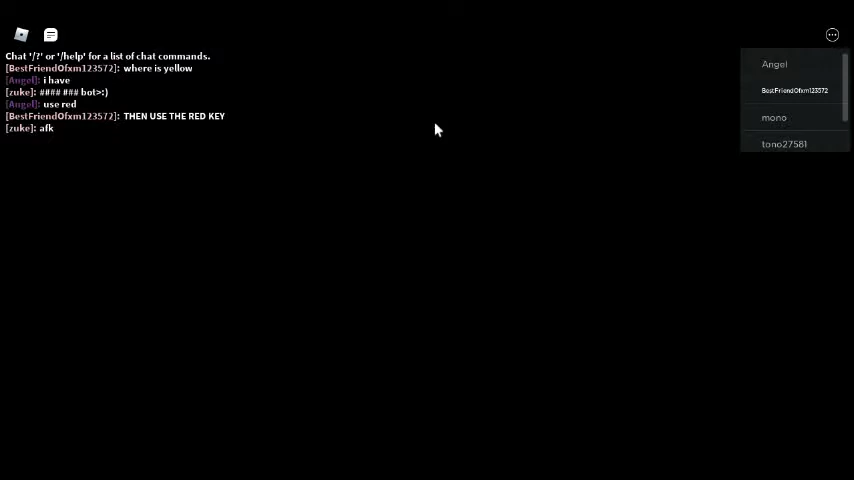 Chat '/?' or '/help' for a list of chat commands.
[BestFriendOfxm123572]: where is yellow
[Angel]: i have
[zuke]: #### ### bot>:)
[Angel]: use red
[BestFriendOfxm123572]: THEN USE THE RED KEY
[zuke]: afk
Angel
BestFriendOfxm123572
mono
tono27581